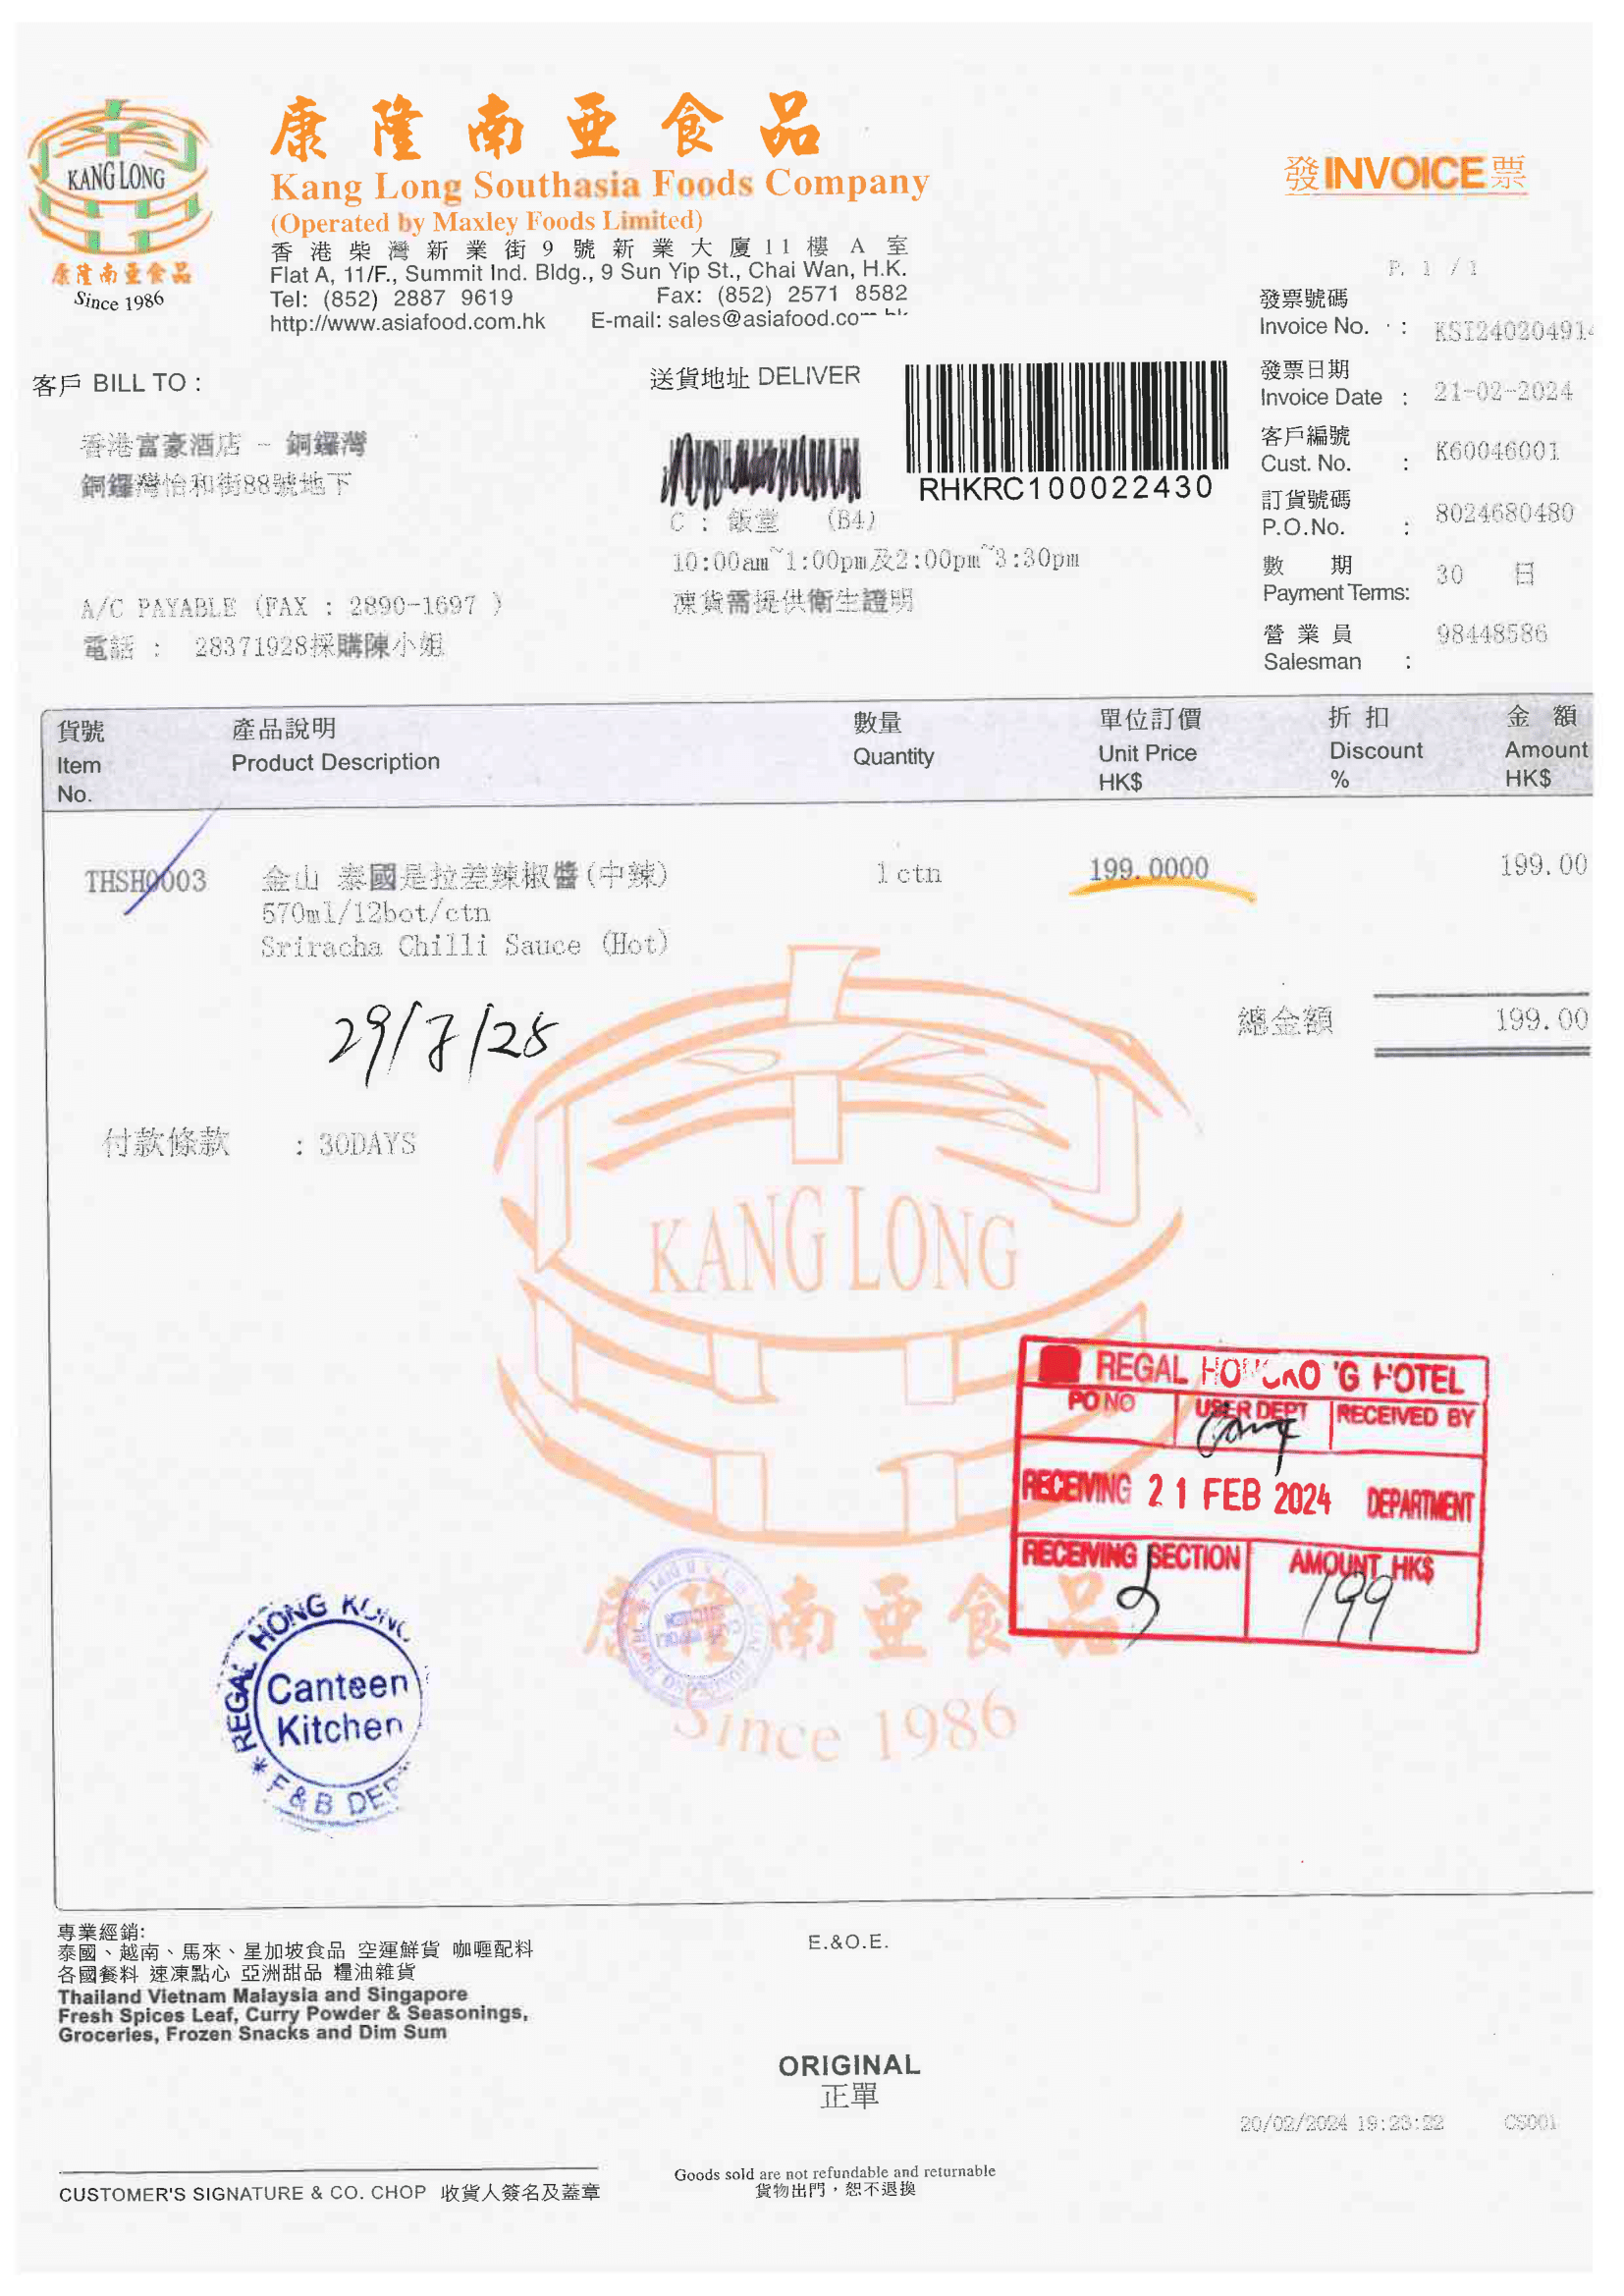 康隆南亜食品
Kang Long Southasia Foods Company
(Operated by Maxley Foods Limited)
香港柴灣新業街9號新業大廈11樓A室
Flat A, 11/F., Summit Ind. Bldg., 9 Sun Yip St., Chai Wan, H.K.
Tel: (852) 2887 9619 Fax: (852) 2571 8582
http://www.asiafood.com.hk E-mail: sales@asiafood.co
KANG LONG
康隆南亜食品
Since 1986
發INVOICE票
P. 1 / 1
發票號碼
Invoice No. : KSI24020491
發票日期
Invoice Date : 21-02-2024
客戶編號
Cust. No. : K60046001
訂貨號碼
P.O.No. : 8024680480
數期
Payment Terms: 30 日
營業員
Salesman : 98448586
客戶 BILL TO :
香港富豪酒店 - 銅鑼灣
銅鑼灣怡和街88號地下
A/C PAYABLE (FAX : 2890-1697 )
電話 : 28371928採購陳小姐
送貨地址 DELIVER
RHKRC100022430
C : 飯堂 (B4)
10:00am~1:00pm及2:00pm~3:30pm
凍貨需提供衛生證明
貨號 產品說明 數量 單位訂價 折扣 金額
Item Product Description Quantity Unit Price Discount Amount
No. HK$ % HK$
THSH0003 金山 泰國是拉差辣椒醬(中辣) 1 ctn 199.0000 199.00
570ml/12bot/ctn
Sriracha Chilli Sauce (Hot)
總金額 199.00
付款條款 : 30DAYS
KANG LONG
康隆南亜食品
Since 1986
REGAL HONG KONG HOTEL
PO NO USER DEPT RECEIVED BY
RECEIVING 21 FEB 2024 DEPARTMENT
RECEIVING SECTION AMOUNT HK$
199
REGAL HONG KONG
Canteen
Kitchen
* F & B DEPT
專業經銷:
泰國、越南、馬來、星加坡食品 空運鮮貨 咖喱配料
各國餐料 速凍點心 亞洲甜品 糧油雜貨
Thailand Vietnam Malaysia and Singapore
Fresh Spices Leaf, Curry Powder & Seasonings,
Groceries, Frozen Snacks and Dim Sum
E.&O.E.
ORIGINAL
正單
20/02/2024 19:23:22 CS001
CUSTOMER'S SIGNATURE & CO. CHOP 收貨人簽名及蓋章
Goods sold are not refundable and returnable
貨物出門，恕不退換